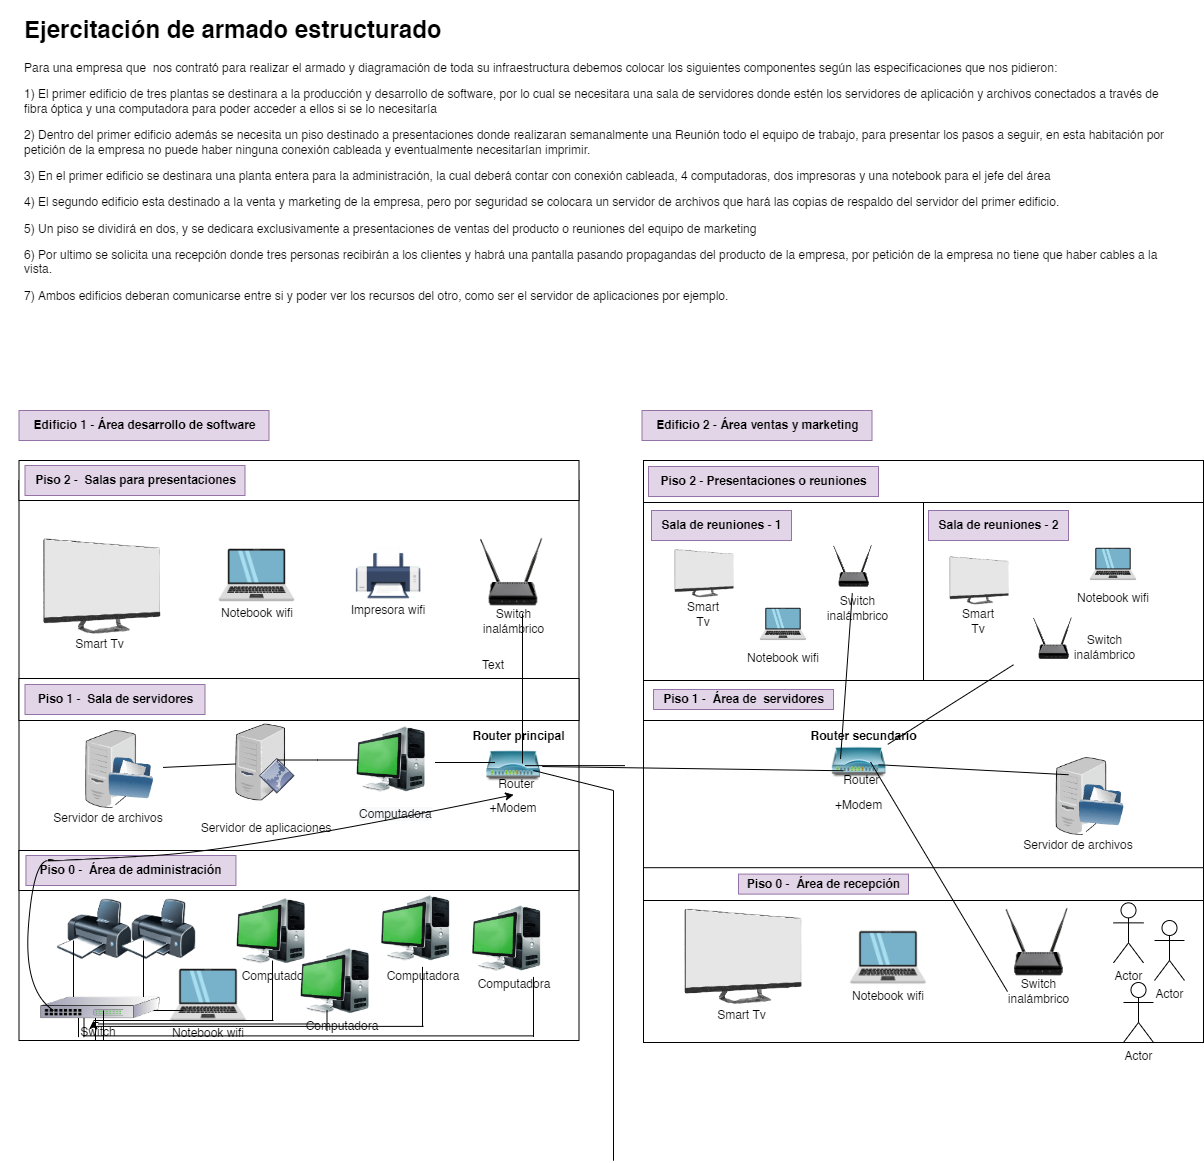 Ejercitación de armado estructurado
Para una empresa que  nos contrató para realizar el armado y diagramación de toda su infraestructura debemos colocar los siguientes componentes según las especificaciones que nos pidieron:
1) El primer edificio de tres plantas se destinara a la producción y desarrollo de software, por lo cual se necesitara una sala de servidores donde estén los servidores de aplicación y archivos conectados a través de
fibra óptica y una computadora para poder acceder a ellos si se lo necesitaría
2) Dentro del primer edificio además se necesita un piso destinado a presentaciones donde realizaran semanalmente una Reunión todo el equipo de trabajo, para presentar los pasos a seguir, en esta habitación por
petición de la empresa no puede haber ninguna conexión cableada y eventualmente necesitarían imprimir.
3) En el primer edificio se destinara una planta entera para la administración, la cual deberá contar con conexión cableada, 4 computadoras, dos impresoras y una notebook para el jefe del área
4) El segundo edificio esta destinado a la venta y marketing de la empresa, pero por seguridad se colocara un servidor de archivos que hará las copias de respaldo del servidor del primer edificio.
5) Un piso se dividirá en dos, y se dedicara exclusivamente a presentaciones de ventas del producto o reuniones del equipo de marketing
6) Por ultimo se solicita una recepción donde tres personas recibirán a los clientes y habrá una pantalla pasando propagandas del producto de la empresa, por petición de la empresa no tiene que haber cables a la
vista.
7) Ambos edificios deberan comunicarse entre si y poder ver los recursos del otro, como ser el servidor de aplicaciones por ejemplo.
Edificio 1 - Área desarrollo de software
Piso 2 -  Salas para presentaciones
Smart Tv
Notebook wifi
Impresora wifi
Switch
inalámbrico
Text
Piso 1 -  Sala de servidores
Servidor de archivos
Servidor de aplicaciones
Computadora
Router principal
Router
+Modem
Piso 0 -  Área de administración
Switch
Notebook wifi
Computado
Computadora
Computadora
Computadora
Edificio 2 - Área ventas y marketing
Piso 2 - Presentaciones o reuniones
Sala de reuniones - 1
Smart
Tv
Notebook wifi
Switch
inalámbrico
Sala de reuniones - 2
Smart
Tv
Notebook wifi
Switch
inalámbrico
Piso 1 -  Área de  servidores
Router secundario
Router
+Modem
Servidor de archivos
Piso 0 -  Área de recepción
Smart Tv
Notebook wifi
Switch
inalámbrico
Actor
Actor
Actor